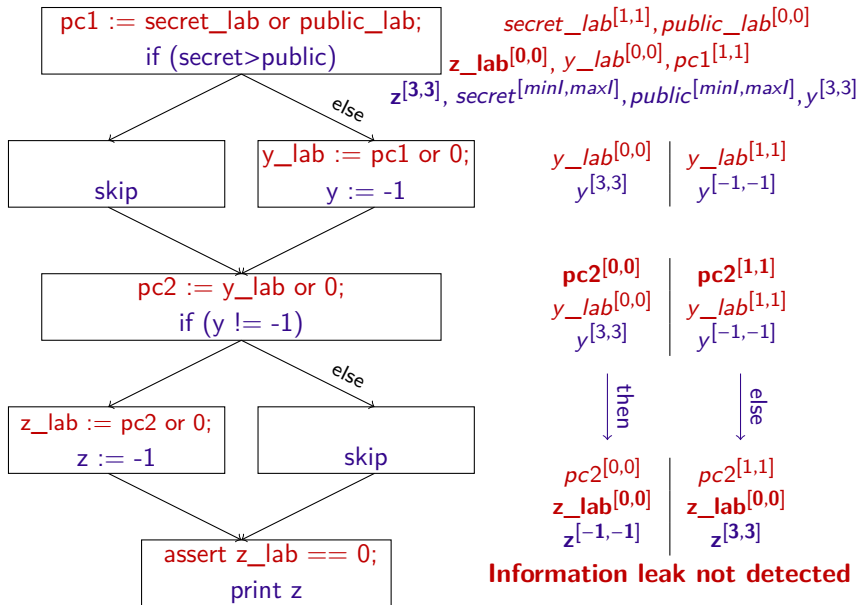 pc1 := secret_lab or public_lab;
if (secret>public)
secret_lab[1,1], public_lab[0,0]
z_lab[0,0], y_lab[0,0], pc1[1,1]
z[3,3], secret[minI,maxI], public[minI,maxI], y[3,3]
else
skip
y_lab := pc1 or 0;
y := -1
y_lab[0,0] y_lab[1,1]
y[3,3] y[−1,−1]
pc2 := y_lab or 0;
if (y != -1)
pc2[0,0] pc2[1,1]
y_lab[0,0] y_lab[1,1]
y[3,3] y[−1,−1]
else
then else
z_lab := pc2 or 0;
z := -1
skip
pc2[0,0] pc2[1,1]
z_lab[0,0] z_lab[0,0]
z[−1,−1] z[3,3]
assert z_lab == 0;
print z
Information leak not detected